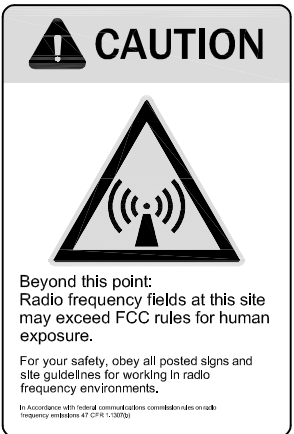 CAUTION
Beyond this point:
Radio frequency fields at this site
may exceed FCC rules for human
exposure.
For your safety, obey all posted signs and
site guidelines for working in radio
frequency environments.
In Accordance with federal communications commission rules on radio
frequency emissions 47 CFR 1.1307(b)